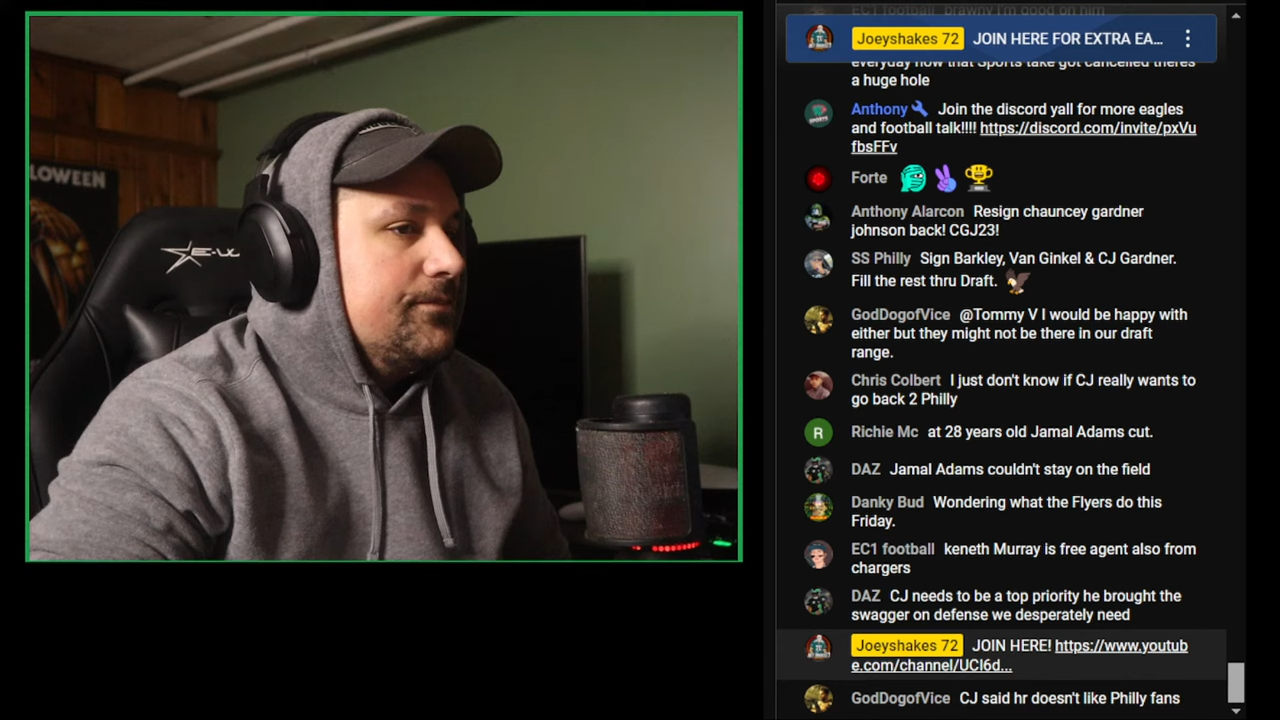 LOWEEN
EC1 football brawny I'm good on him
Joeyshakes 72 JOIN HERE FOR EXTRA EA...
everyday now that Sports take got cancelled theres
a huge hole
Anthony Join the discord yall for more eagles
and football talk!!!! https://discord.com/invite/pxVu
fbsFFv
Forte
Anthony Alarcon Resign chauncey gardner
johnson back! CGJ23!
SS Philly Sign Barkley, Van Ginkel & CJ Gardner.
Fill the rest thru Draft.
GodDogofVice @Tommy V I would be happy with
either but they might not be there in our draft
range.
Chris Colbert I just don't know if CJ really wants to
go back 2 Philly
R
Richie Mc at 28 years old Jamal Adams cut.
DAZ Jamal Adams couldn't stay on the field
Danky Bud Wondering what the Flyers do this
Friday.
EC1 football keneth Murray is free agent also from
chargers
DAZ CJ needs to be a top priority he brought the
swagger on defense we desperately need
Joeyshakes 72 JOIN HERE! https://www.youtub
e.com/channel/UCI6d...
GodDogofVice CJ said hr doesn't like Philly fans